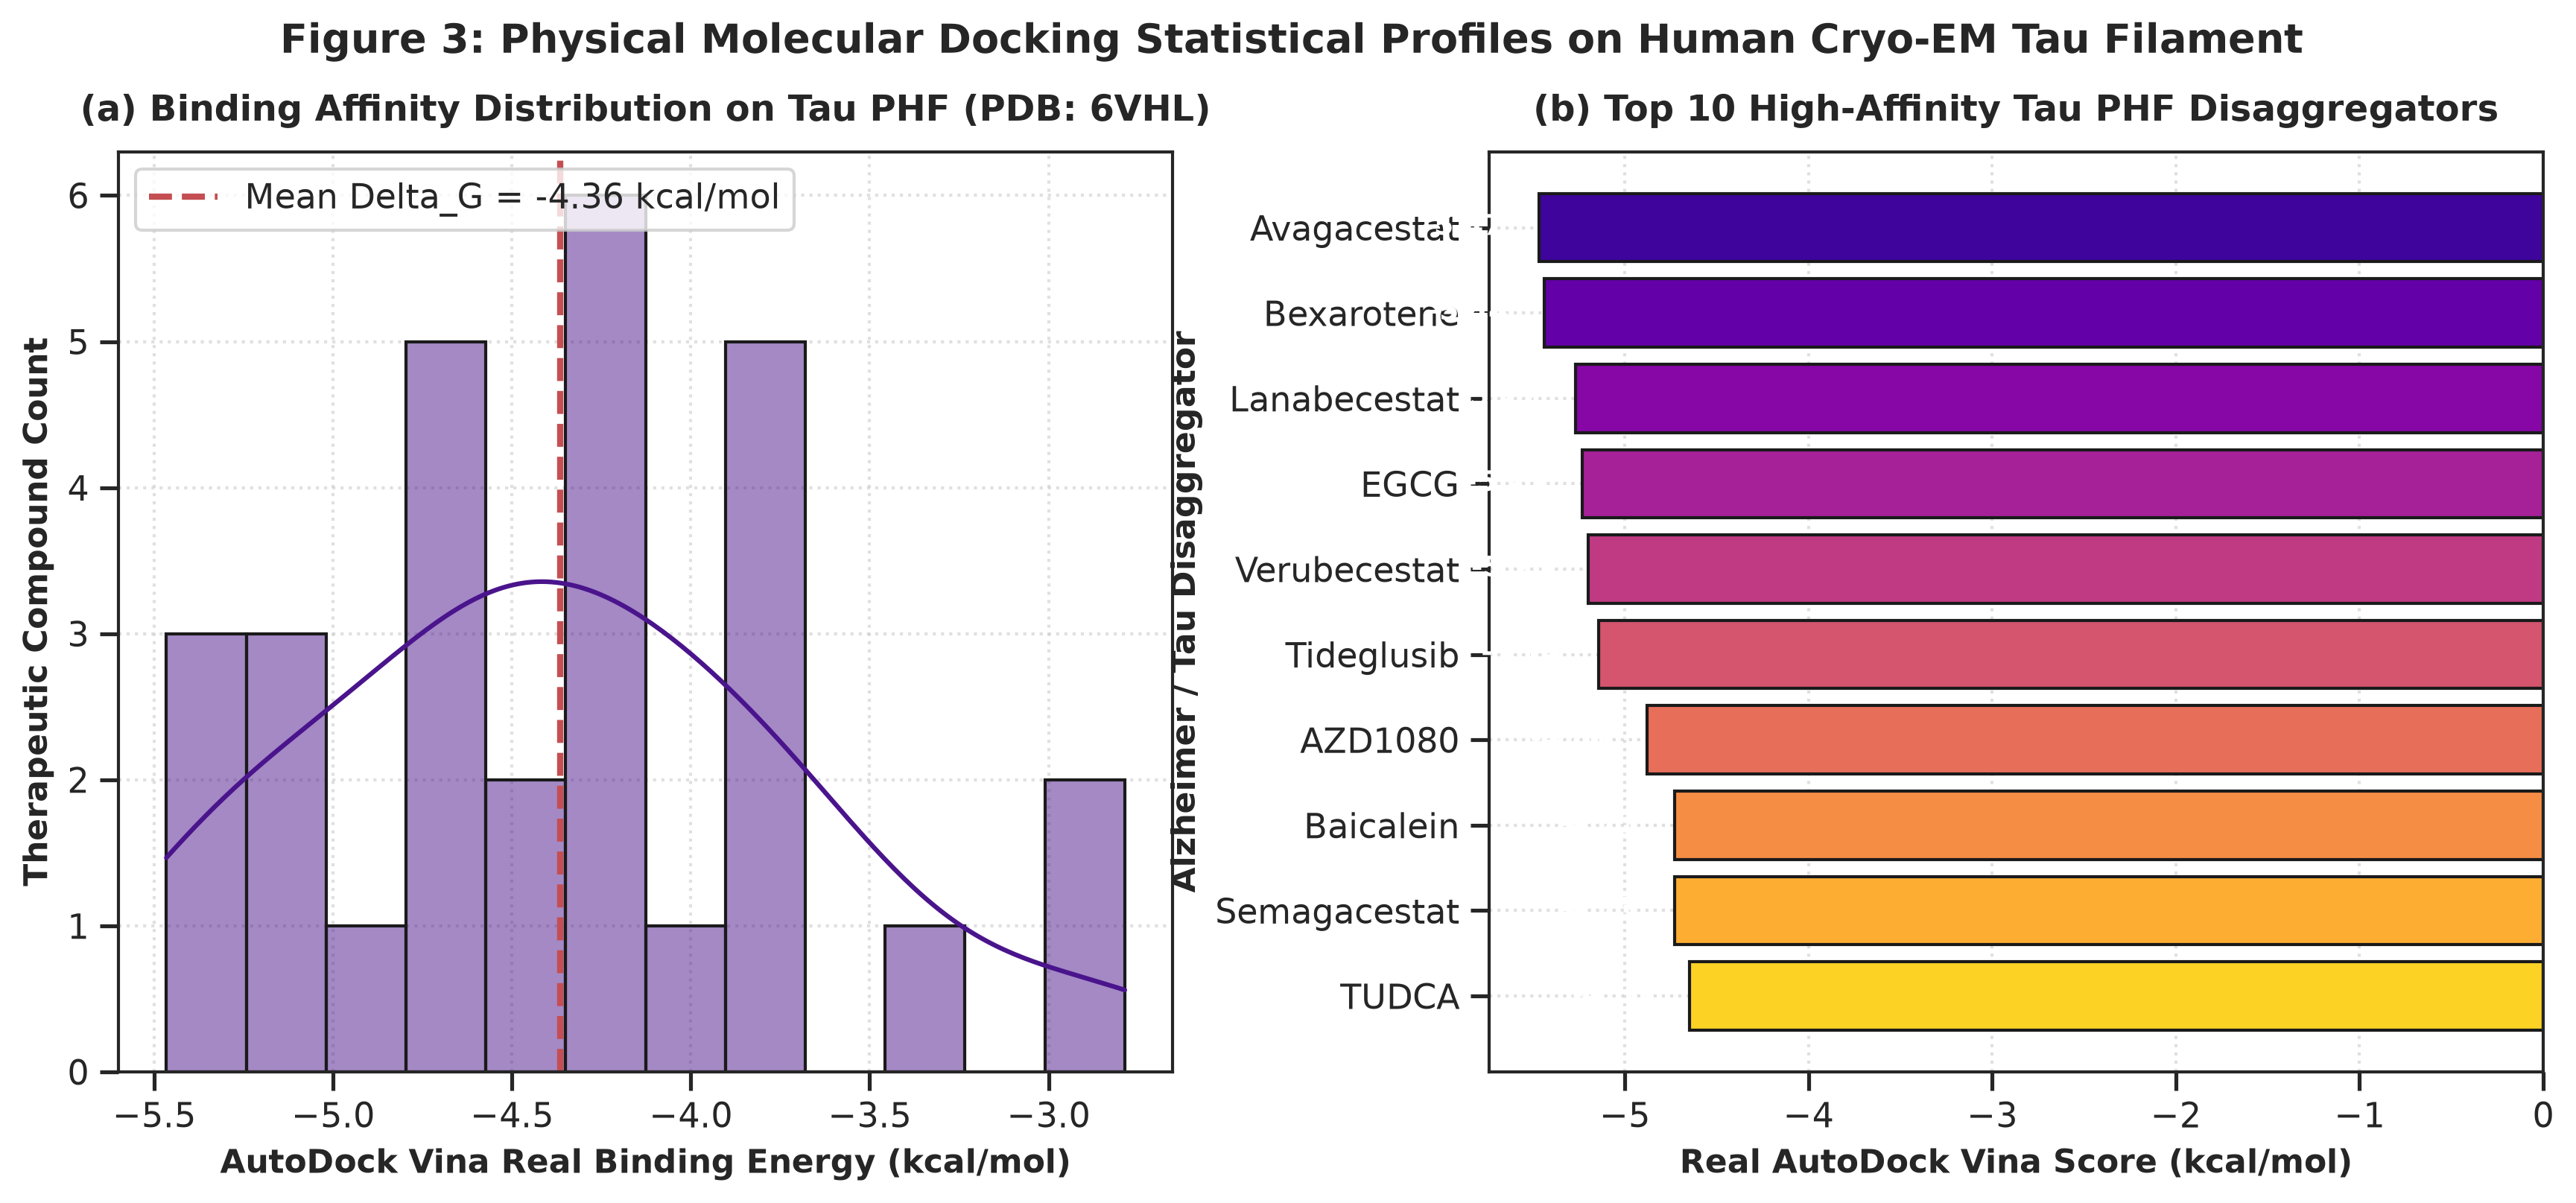 Figure 3: Physical Molecular Docking Statistical Profiles on Human Cryo-EM Tau Filament
(a) Binding Affinity Distribution on Tau PHF (PDB: 6VHL)
Mean Delta_G = -4.36 kcal/mol
Therapeutic Compound Count
6
5
4
3
2
1
0
−5.5 −5.0 −4.5 −4.0 −3.5 −3.0
AutoDock Vina Real Binding Energy (kcal/mol)
(b) Top 10 High-Affinity Tau PHF Disaggregators
Alzheimer / Tau Disaggregator
Avagacestat
Bexarotene
Lanabecestat
EGCG
Verubecestat
Tideglusib
AZD1080
Baicalein
Semagacestat
TUDCA
−5 −4 −3 −2 −1 0
Real AutoDock Vina Score (kcal/mol)